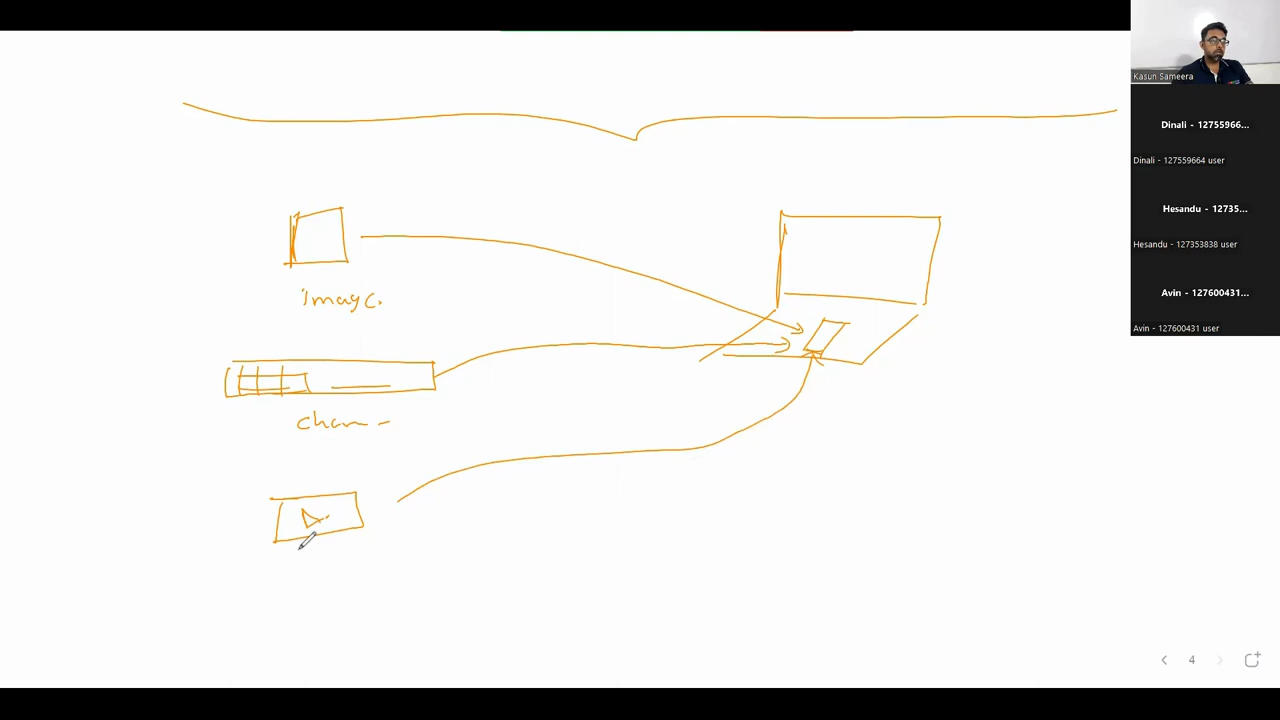 Kasun Sameera
Dinali - 12755966...
Dinali - 127559664 user
Hesandu - 12735...
Hesandu - 127353838 user
Avin - 127600431...
Avin - 127600431 user
image.
char -
4